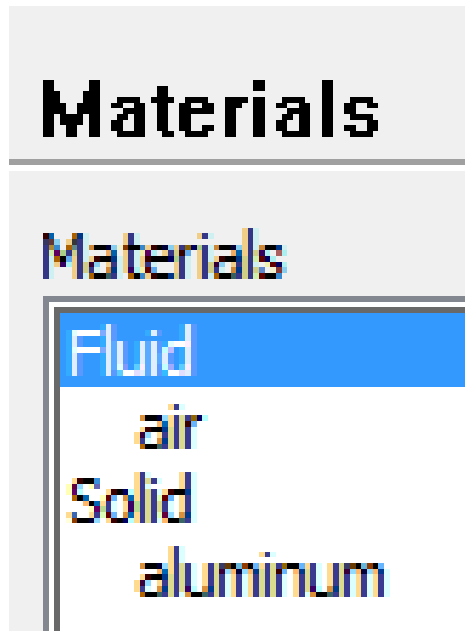 Materials
Materials
Fluid
air
Solid
aluminum